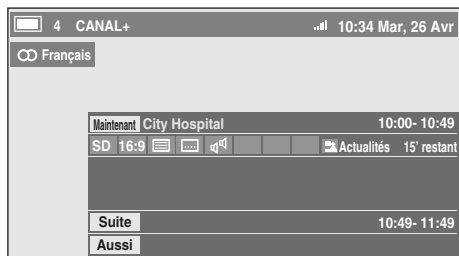 4 CANAL+ 10:34 Mar, 26 Avr
Français
Maintenant City Hospital 10:00- 10:49
SD 16:9 Actualités 15' restant
Suite 10:49- 11:49
Aussi